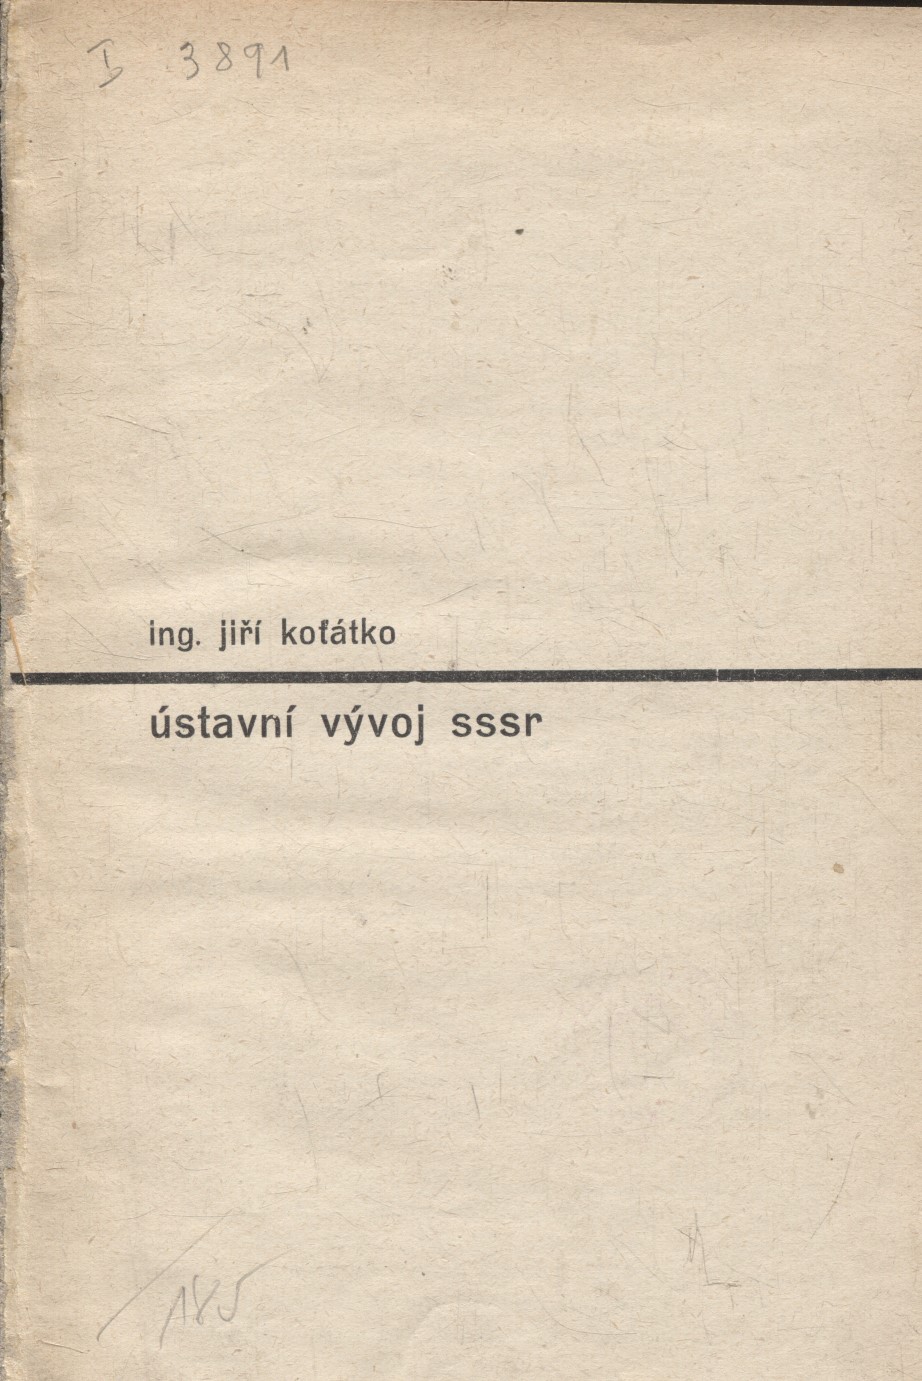 I 3891
ing. jiří koťátko
ústavní vývoj sssr